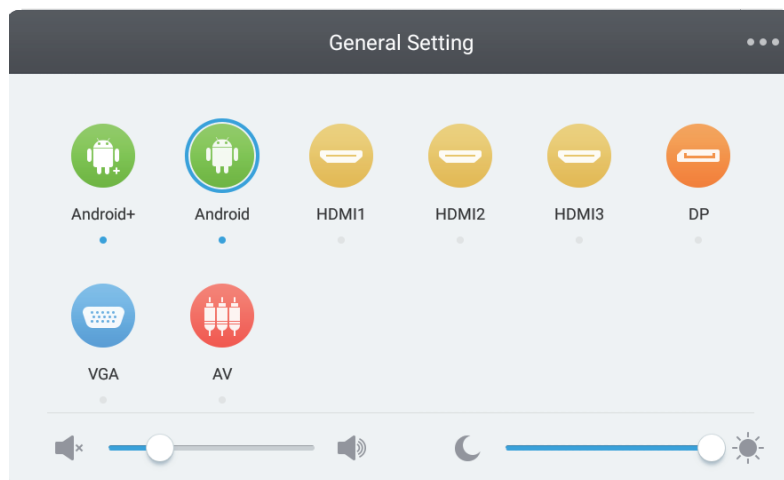 General Setting
Android+ Android HDMI1 HDMI2 HDMI3 DP
VGA AV